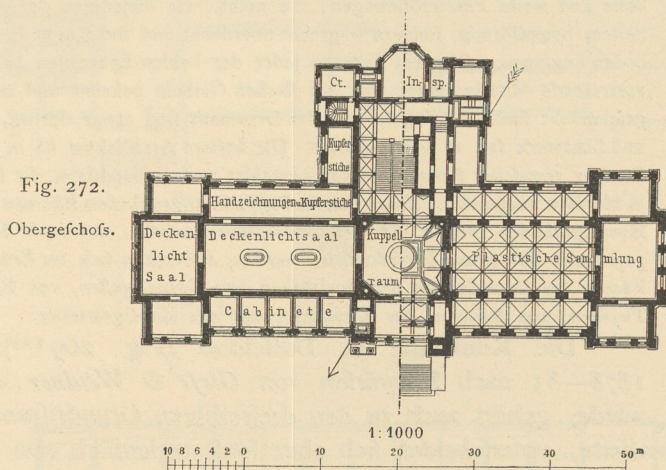 Ct.
In-
sp.
Kupfer-
stiche
Fig. 272.
Obergeſchoſs.
Handzeichnungen u. Kupferstiche
Decken-
licht
Saal
Deckenlichtsaal
Kuppel
raum
Plastische Sammlung
Cabinete
1:1000
10 8 6 4 2 0 10 20 30 40 50 m